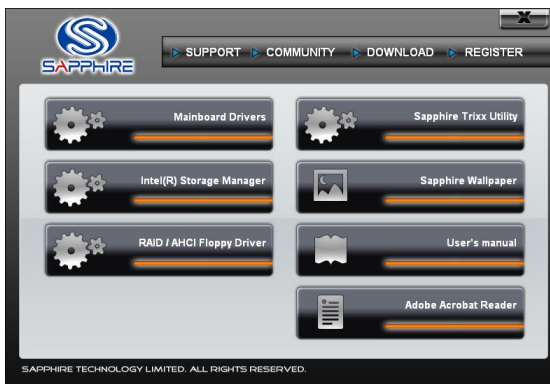 X
SAPPHIRE
SUPPORT COMMUNITY DOWNLOAD REGISTER
Mainboard Drivers
Sapphire Trixx Utility
Intel(R) Storage Manager
Sapphire Wallpaper
RAID / AHCI Floppy Driver
User's manual
Adobe Acrobat Reader
SAPPHIRE TECHNOLOGY LIMITED. ALL RIGHTS RESERVED.